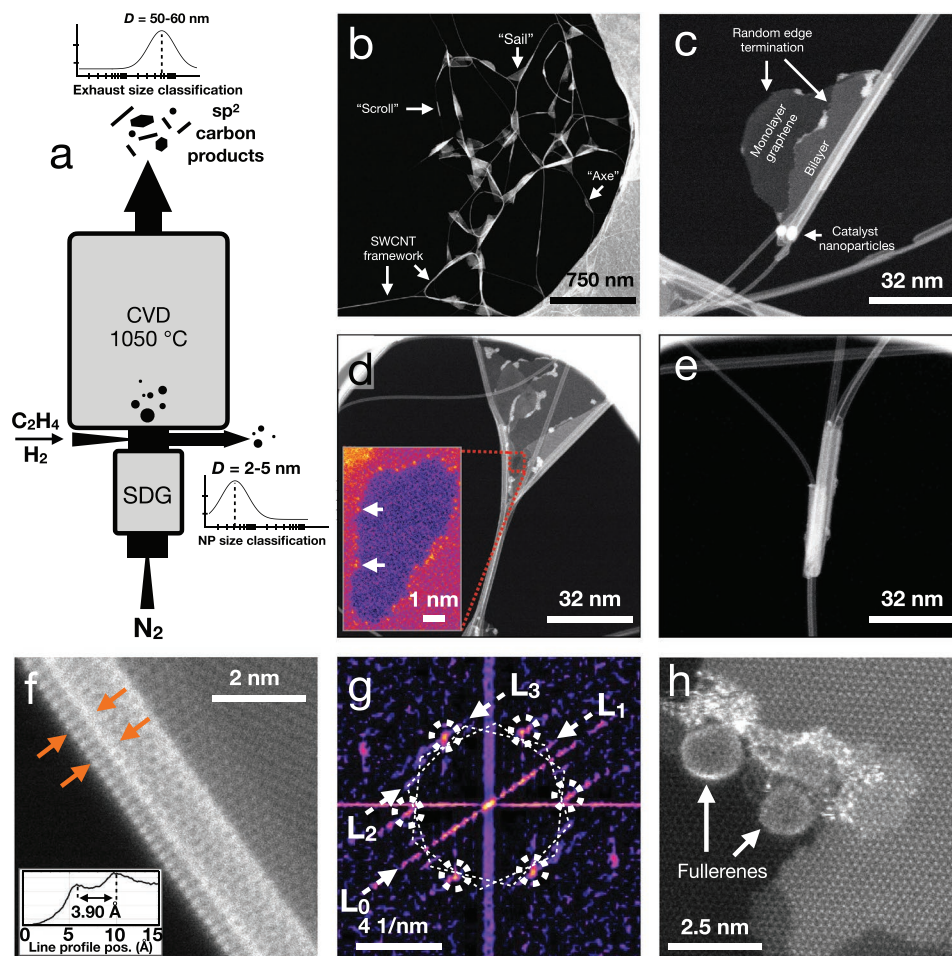 a
D = 50-60 nm
Exhaust size classification
sp2
carbon
products
CVD
1050 °C
C2H4
H2
D = 2-5 nm
SDG
NP size classification
N2
b
"Sail"
"Scroll"
"Axe"
SWCNT
framework
750 nm
c
Random edge
termination
Monolayer
graphene
Bilayer
Catalyst
nanoparticles
32 nm
d
1 nm
32 nm
e
32 nm
f
2 nm
3.90 Å
0 5 10 15
Line profile pos. (Å)
g
L3
L1
L2
L0
4 1/nm
h
Fullerenes
2.5 nm